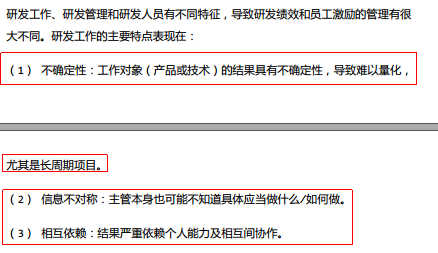 研发工作、研发管理和研发人员有不同特征，导致研发绩效和员工激励的管理有很
大不同。研发工作的主要特点表现在：
（1） 不确定性：工作对象（产品或技术）的结果具有不确定性，导致难以量化，
尤其是长周期项目。
（2） 信息不对称：主管本身也可能不知道具体应当做什么/如何做。
（3） 相互依赖：结果严重依赖个人能力及相互间协作。